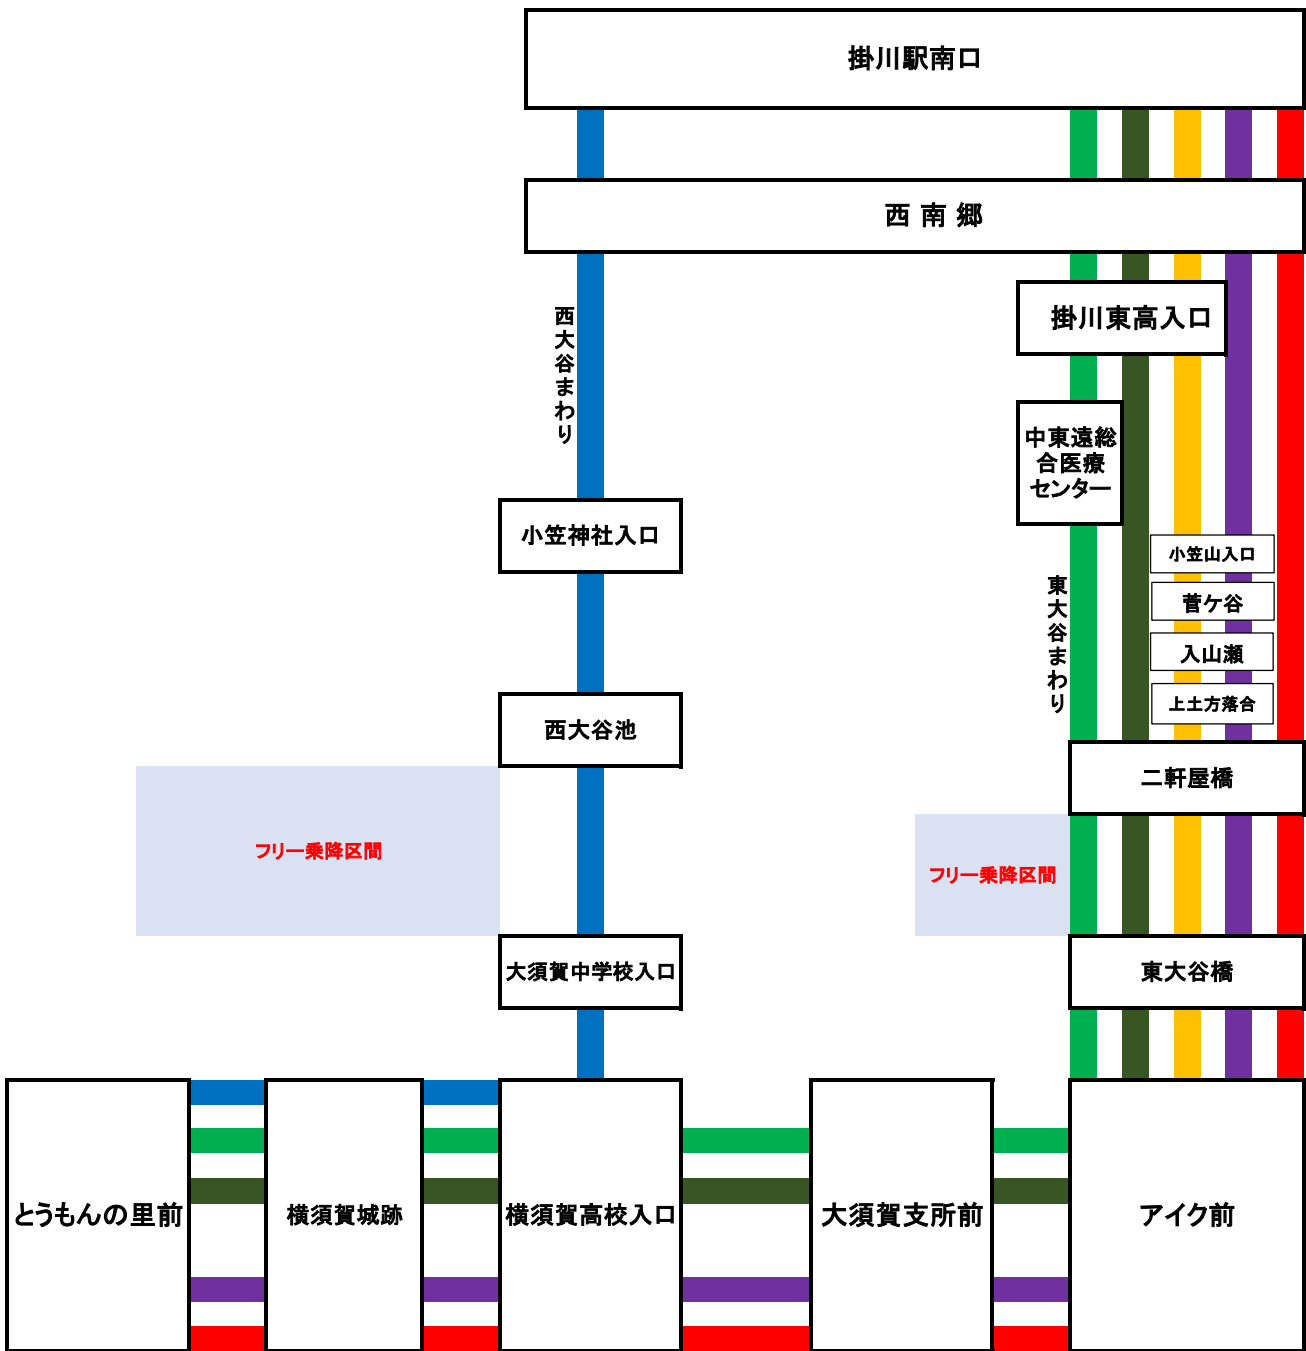 掛川駅南口
西南郷
西大谷まわり
掛川東高入口
中東遠総
合医療
センター
小笠神社入口
小笠山入口
東大谷まわり
菅ケ谷
入山瀬
上土方落合
西大谷池
二軒屋橋
フリー乗降区間
フリー乗降区間
大須賀中学校入口
東大谷橋
とうもんの里前
横須賀城跡
横須賀高校入口
大須賀支所前
アイク前